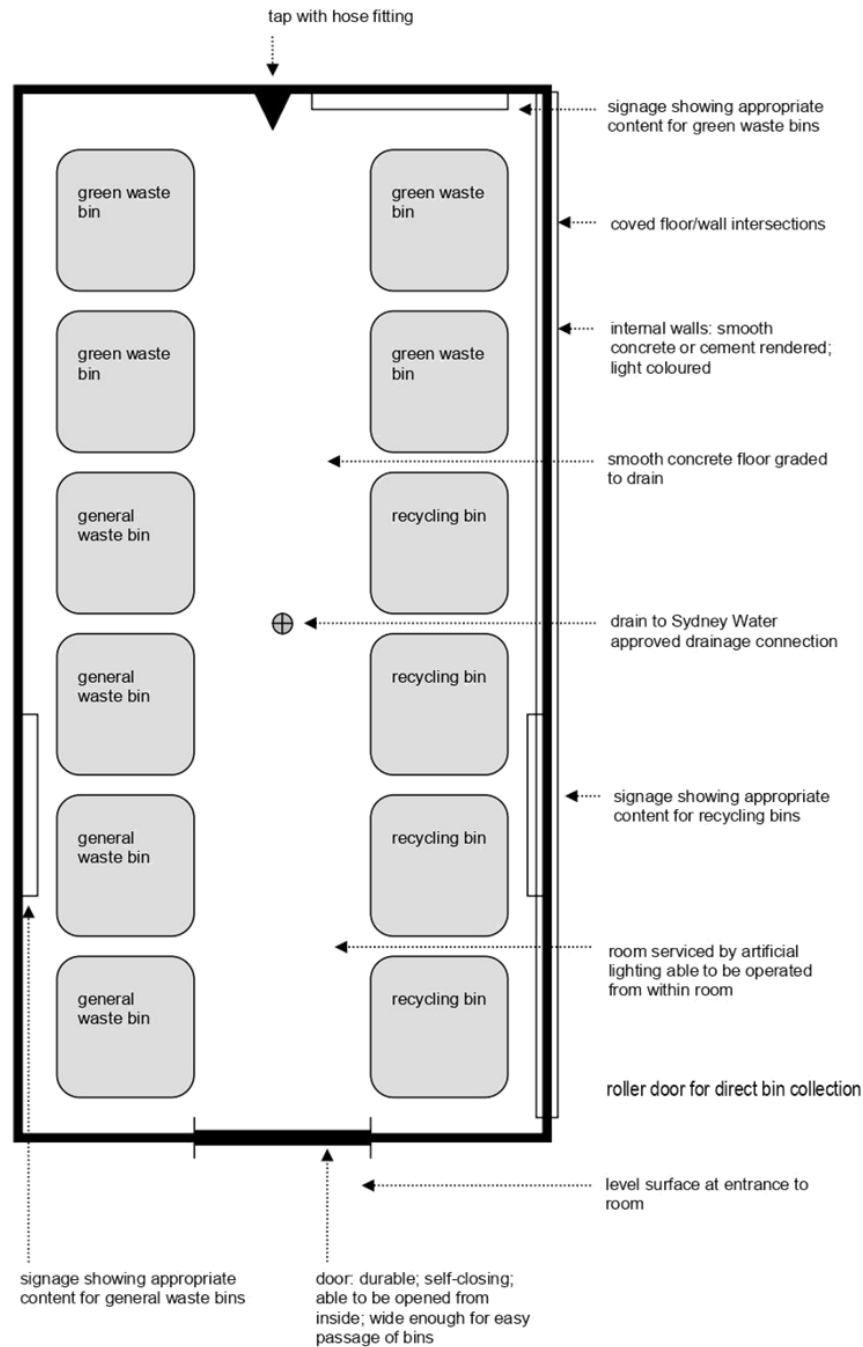 tap with hose fitting
signage showing appropriate
content for green waste bins
green waste
bin
green waste
bin
coved floor/wall intersections
green waste
bin
green waste
bin
internal walls: smooth
concrete or cement rendered;
light coloured
smooth concrete floor graded
to drain
general
waste bin
recycling bin
drain to Sydney Water
approved drainage connection
general
waste bin
recycling bin
signage showing appropriate
content for recycling bins
general
waste bin
recycling bin
room serviced by artificial
lighting able to be operated
from within room
general
waste bin
recycling bin
roller door for direct bin collection
level surface at entrance to
room
signage showing appropriate
content for general waste bins
door: durable; self-closing;
able to be opened from
inside; wide enough for easy
passage of bins